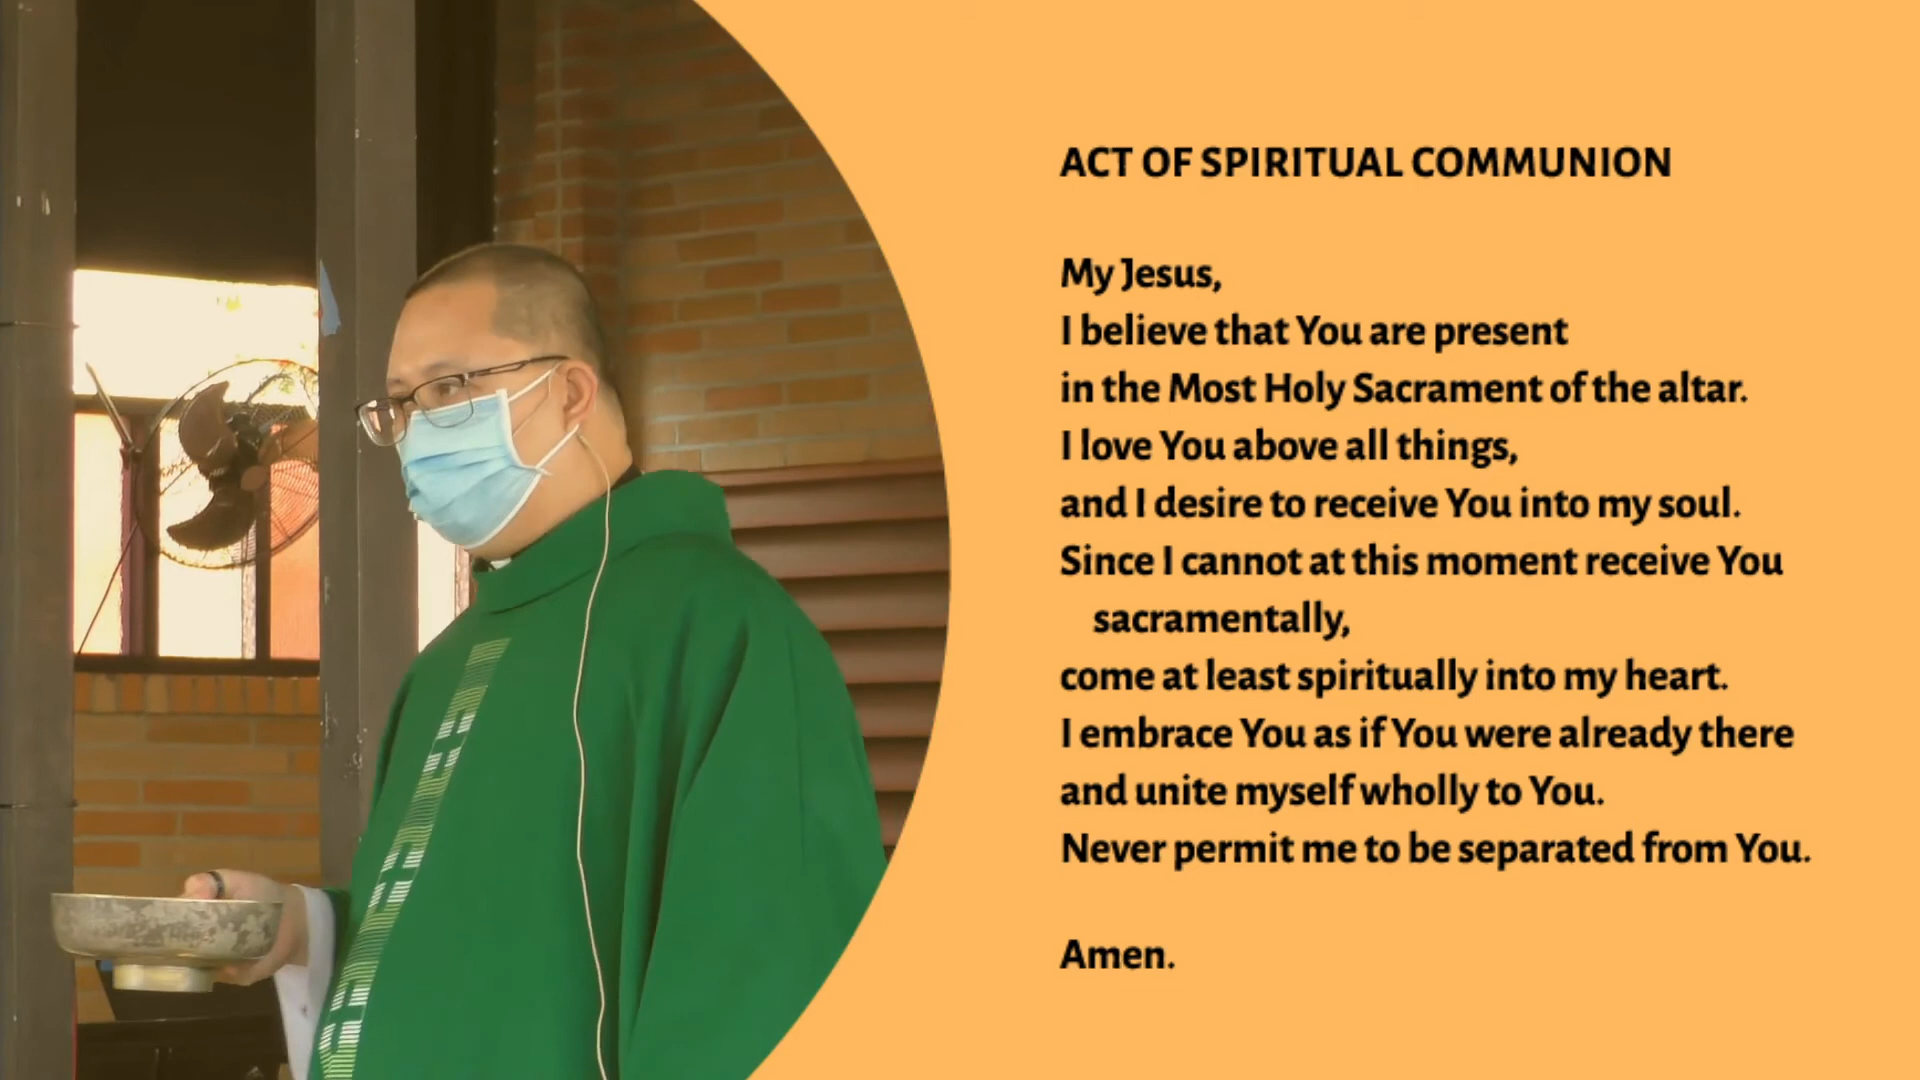 ACT OF SPIRITUAL COMMUNION
My Jesus,
I believe that You are present
in the Most Holy Sacrament of the altar.
I love You above all things,
and I desire to receive You into my soul.
Since I cannot at this moment receive You
sacramentally,
come at least spiritually into my heart.
I embrace You as if You were already there
and unite myself wholly to You.
Never permit me to be separated from You.
Amen.